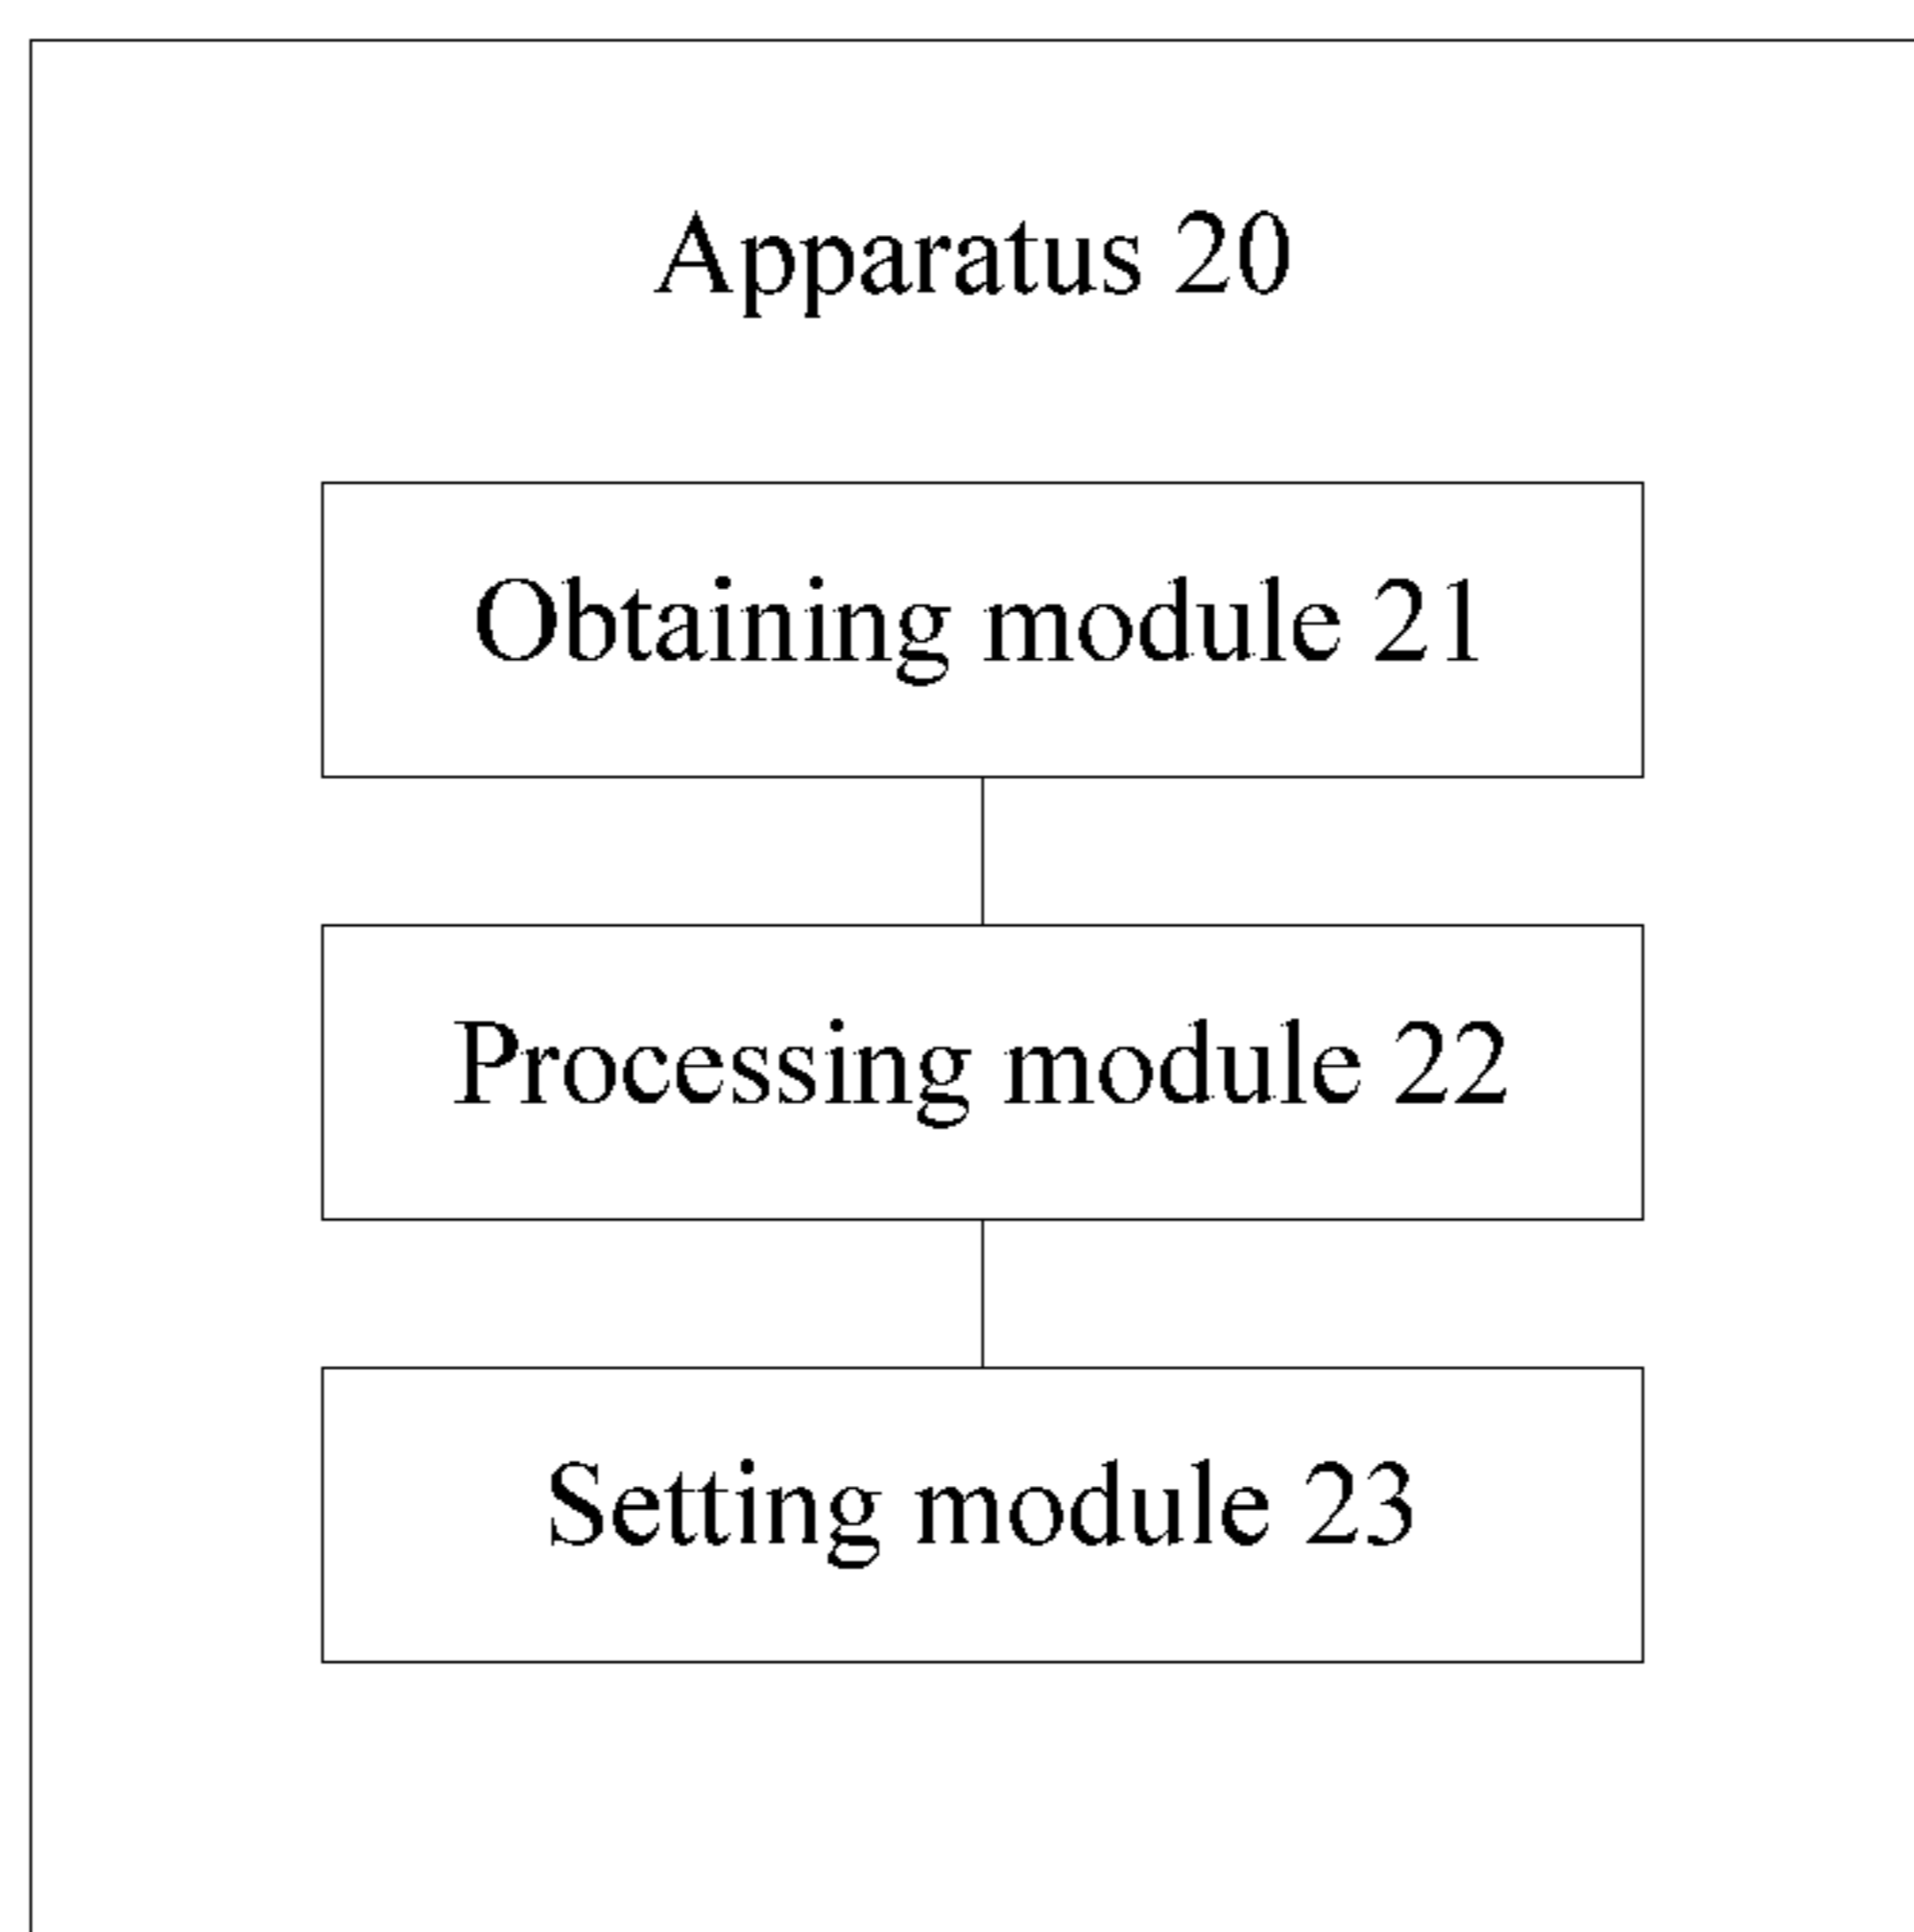 Apparatus 20
Obtaining module 21
Processing module 22
Setting module 23